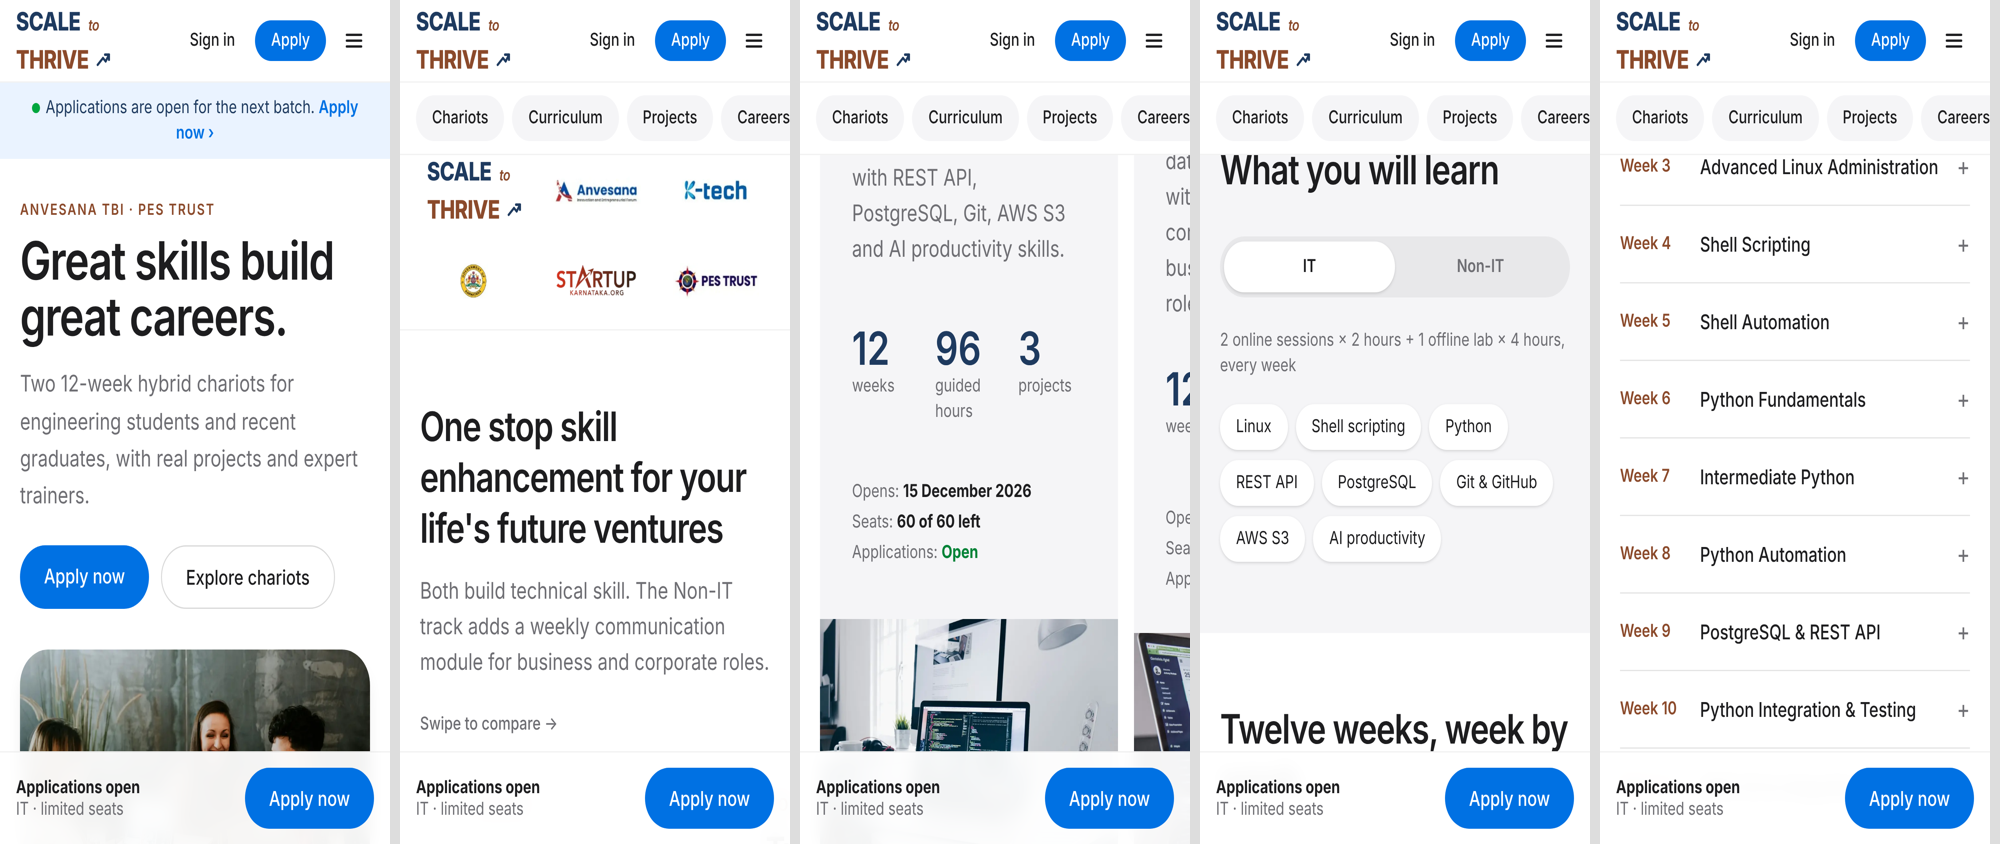 SCALE to
THRIVE
Sign in
Apply
Applications are open for the next batch. Apply
now ›
ANVESANA TBI · PES TRUST
Great skills build
great careers.
Two 12-week hybrid chariots for
engineering students and recent
graduates, with real projects and expert
trainers.
Apply now
Explore chariots
Applications open
IT · limited seats
Apply now
SCALE to
THRIVE
Sign in
Apply
Chariots
Curriculum
Projects
Careers
SCALE to
THRIVE
Anvesana
K-tech
STARTUP
KARNATAKA.ORG
PES TRUST
One stop skill
enhancement for your
life's future ventures
Both build technical skill. The Non-IT
track adds a weekly communication
module for business and corporate roles.
Swipe to compare →
Applications open
IT · limited seats
Apply now
SCALE to
THRIVE
Sign in
Apply
Chariots
Curriculum
Projects
Careers
with REST API,
PostgreSQL, Git, AWS S3
and AI productivity skills.
12
weeks
96
guided
hours
3
projects
Opens: 15 December 2026
Seats: 60 of 60 left
Applications: Open
Applications open
IT · limited seats
Apply now
SCALE to
THRIVE
Sign in
Apply
Chariots
Curriculum
Projects
Careers
What you will learn
IT
Non-IT
2 online sessions × 2 hours + 1 offline lab × 4 hours,
every week
Linux
Shell scripting
Python
REST API
PostgreSQL
Git & GitHub
AWS S3
AI productivity
Twelve weeks, week by
Applications open
IT · limited seats
Apply now
SCALE to
THRIVE
Sign in
Apply
Chariots
Curriculum
Projects
Careers
Week 3 Advanced Linux Administration +
Week 4 Shell Scripting +
Week 5 Shell Automation +
Week 6 Python Fundamentals +
Week 7 Intermediate Python +
Week 8 Python Automation +
Week 9 PostgreSQL & REST API +
Week 10 Python Integration & Testing +
Applications open
IT · limited seats
Apply now